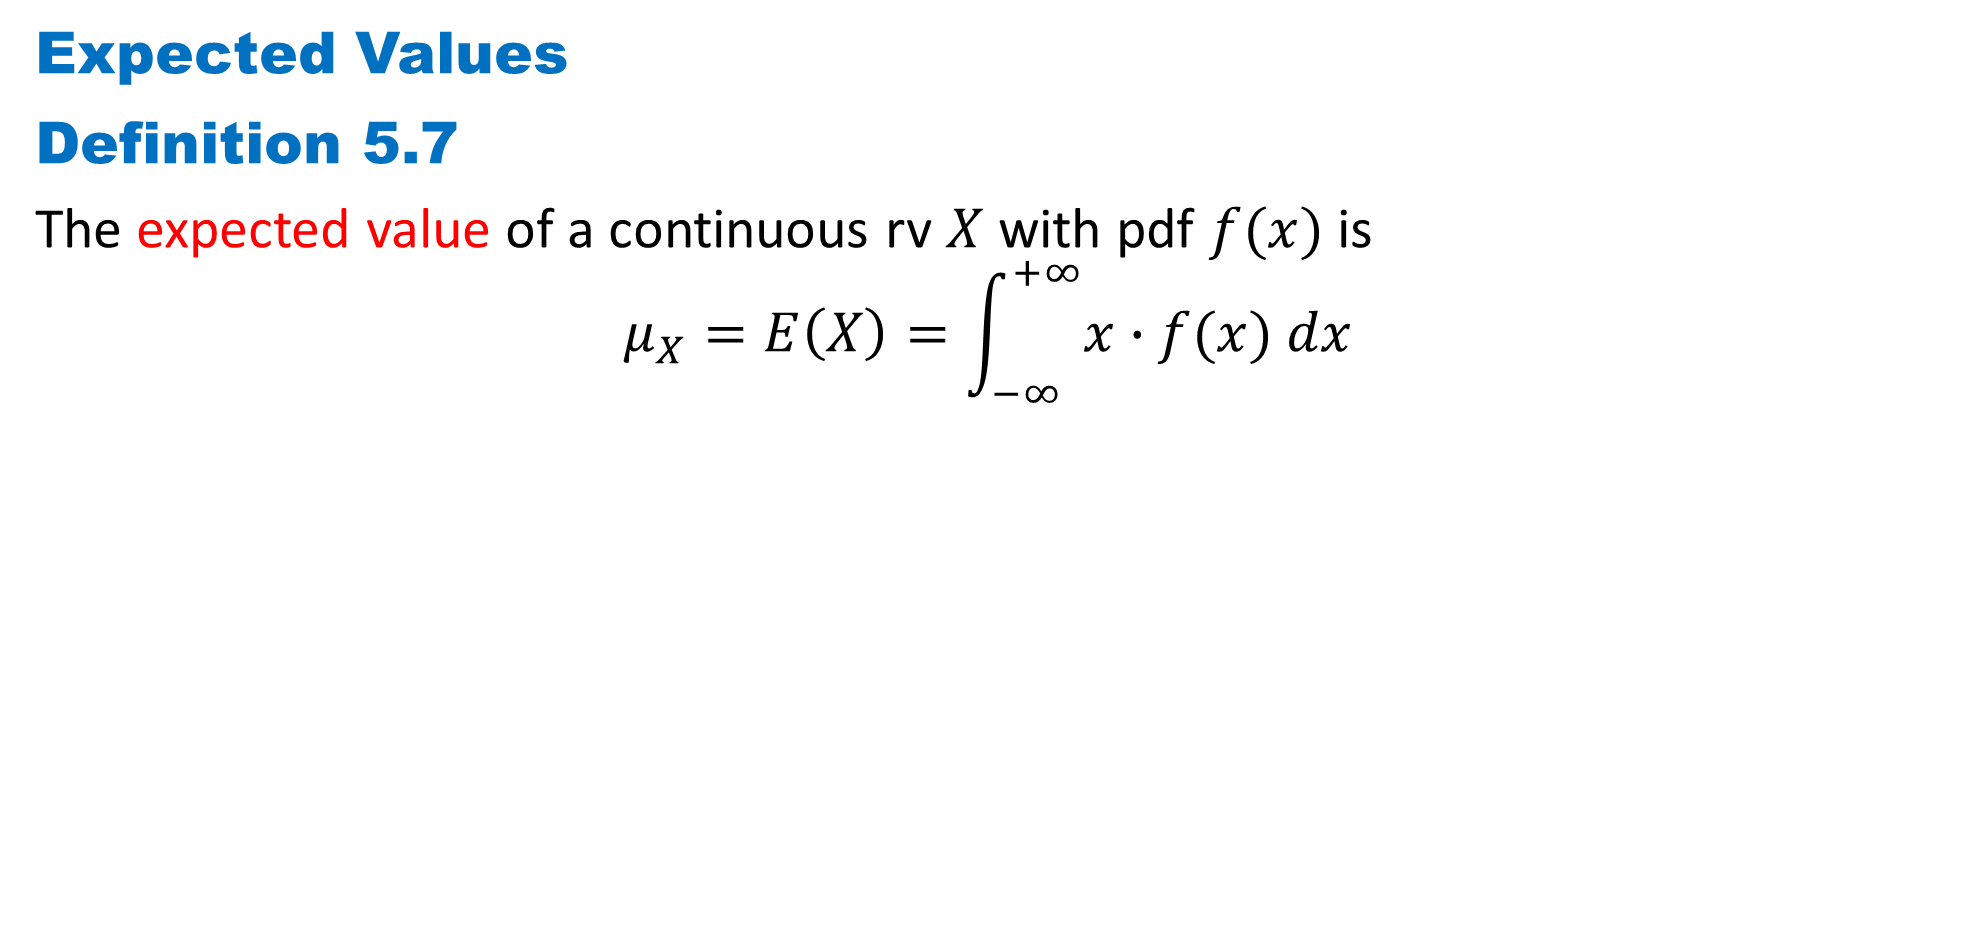 Expected Values
Definition 5.7
The expected value of a continuous rv X with pdf f(x) is
μ_X = E(X) = ∫_{−∞}^{+∞} x · f(x) dx